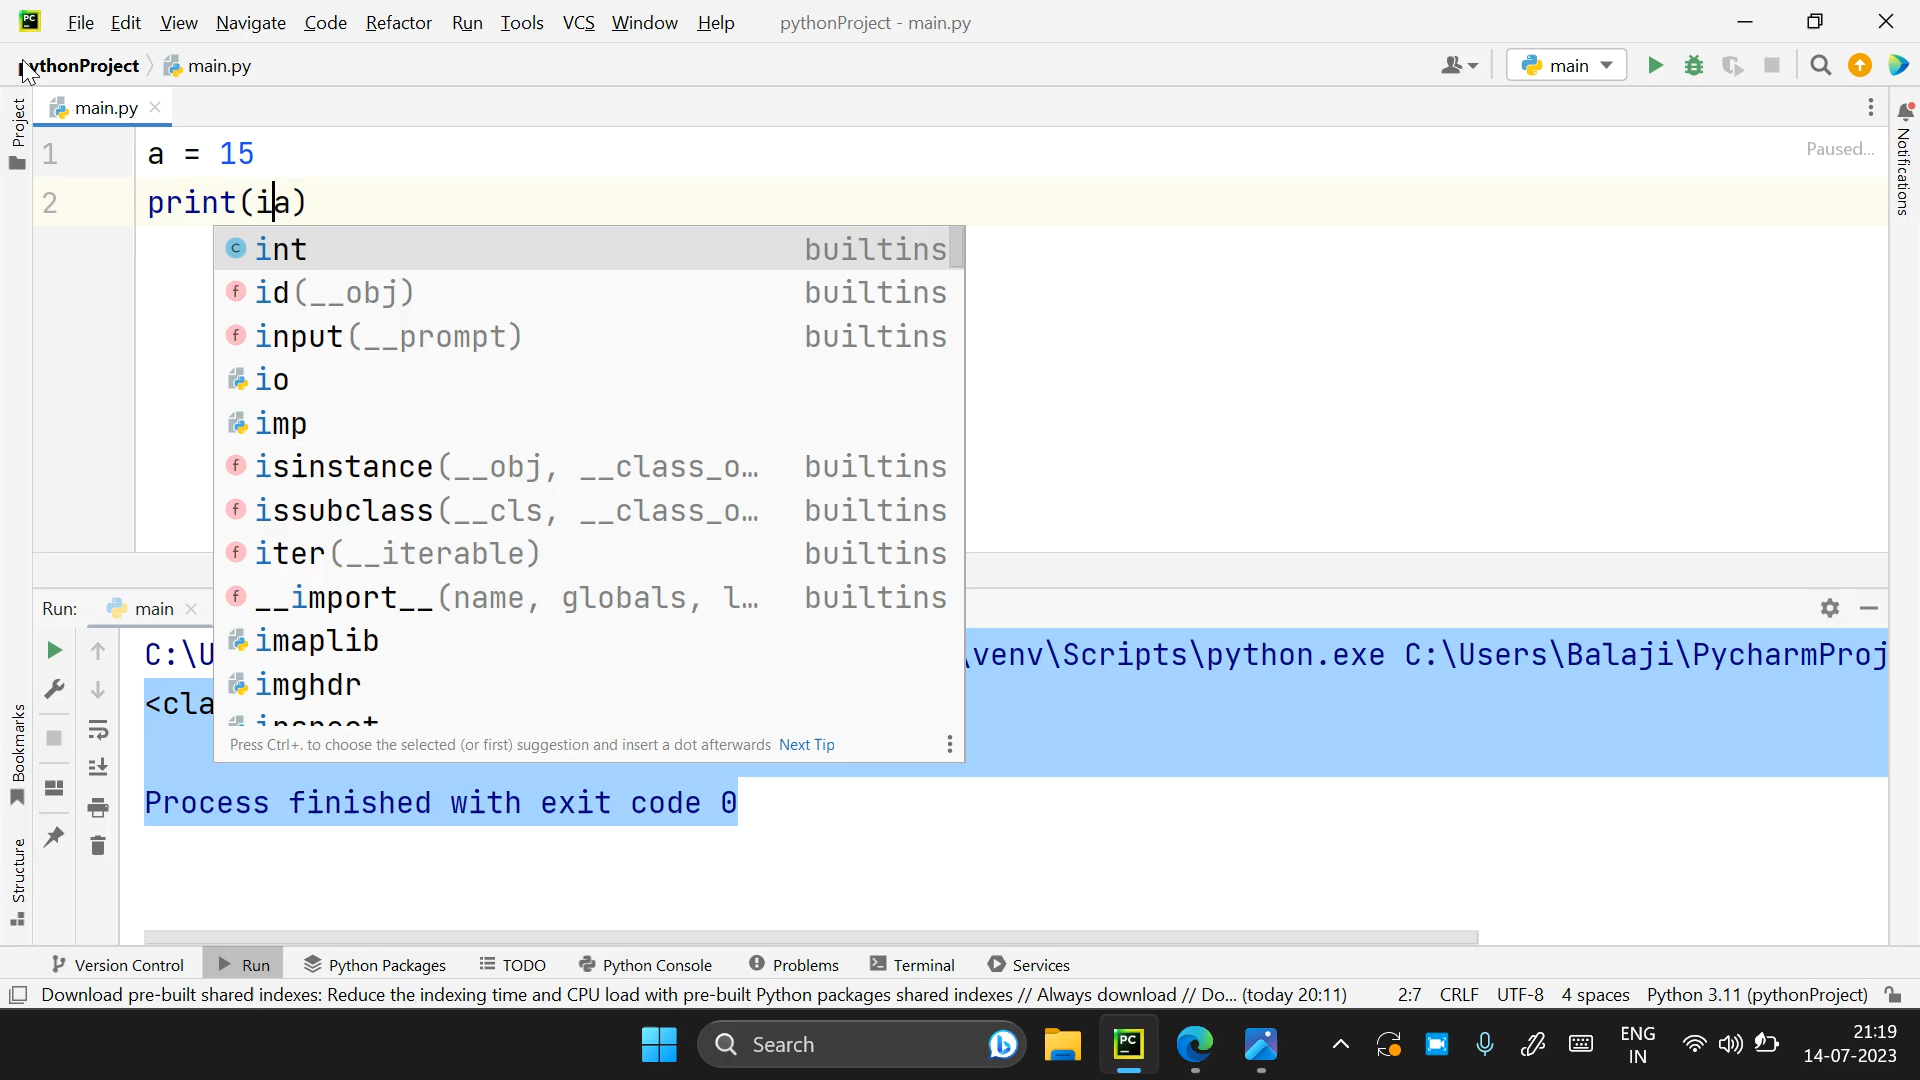 File Edit View Navigate Code Refactor Run Tools VCS Window Help pythonProject - main.py
ythonProject main.py main
main.py
Project
Notifications
Paused...
1 a = 15
2 print(ia)
int builtins
id(__obj) builtins
input(__prompt) builtins
io
imp
isinstance(__obj, __class_o… builtins
issubclass(__cls, __class_o… builtins
iter(__iterable) builtins
__import__(name, globals, l… builtins
imaplib
imghdr
Press Ctrl+. to choose the selected (or first) suggestion and insert a dot afterwards Next Tip
Run: main
C:\U \venv\Scripts\python.exe C:\Users\Balaji\PycharmProj
<cla
Process finished with exit code 0
Bookmarks
Structure
Version Control Run Python Packages TODO Python Console Problems Terminal Services
Download pre-built shared indexes: Reduce the indexing time and CPU load with pre-built Python packages shared indexes // Always download // Do... (today 20:11) 2:7 CRLF UTF-8 4 spaces Python 3.11 (pythonProject)
Search
ENG
IN
21:19
14-07-2023